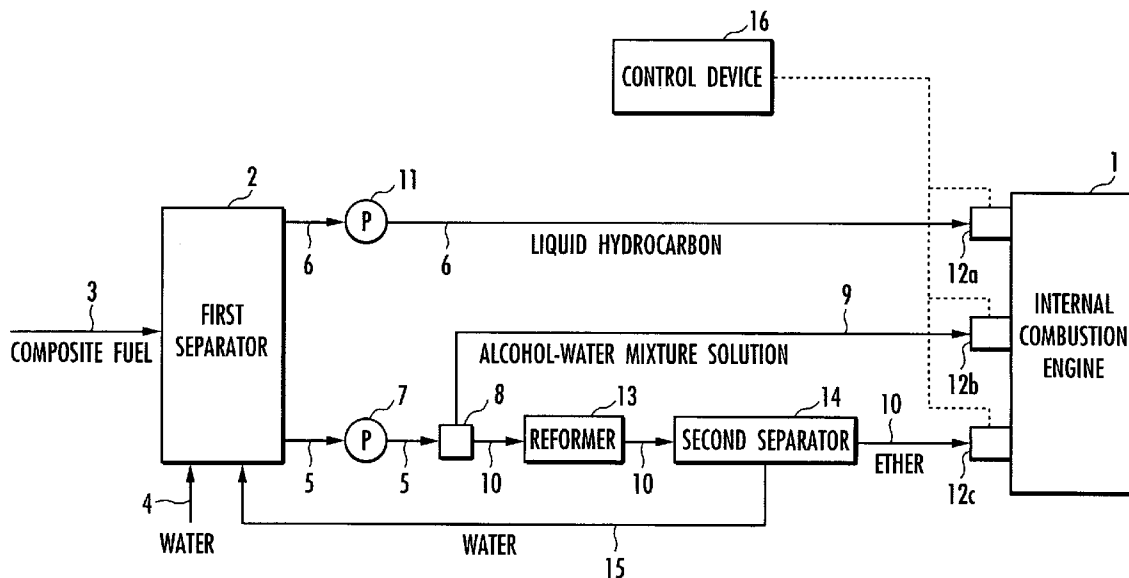 16
CONTROL DEVICE
1
2
11
P
6
6
LIQUID HYDROCARBON
12a
3
COMPOSITE FUEL
FIRST
SEPARATOR
9
ALCOHOL-WATER MIXTURE SOLUTION
12b
INTERNAL
COMBUSTION
ENGINE
7
P
8
13
REFORMER
14
SECOND SEPARATOR
10
ETHER
12c
5
5
10
10
4
WATER
WATER
15